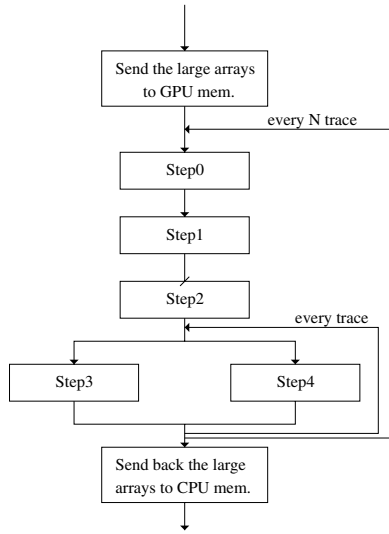 Send the large arrays
to GPU mem.
every N trace
Step0
Step1
Step2
every trace
Step3
Step4
Send back the large
arrays to CPU mem.